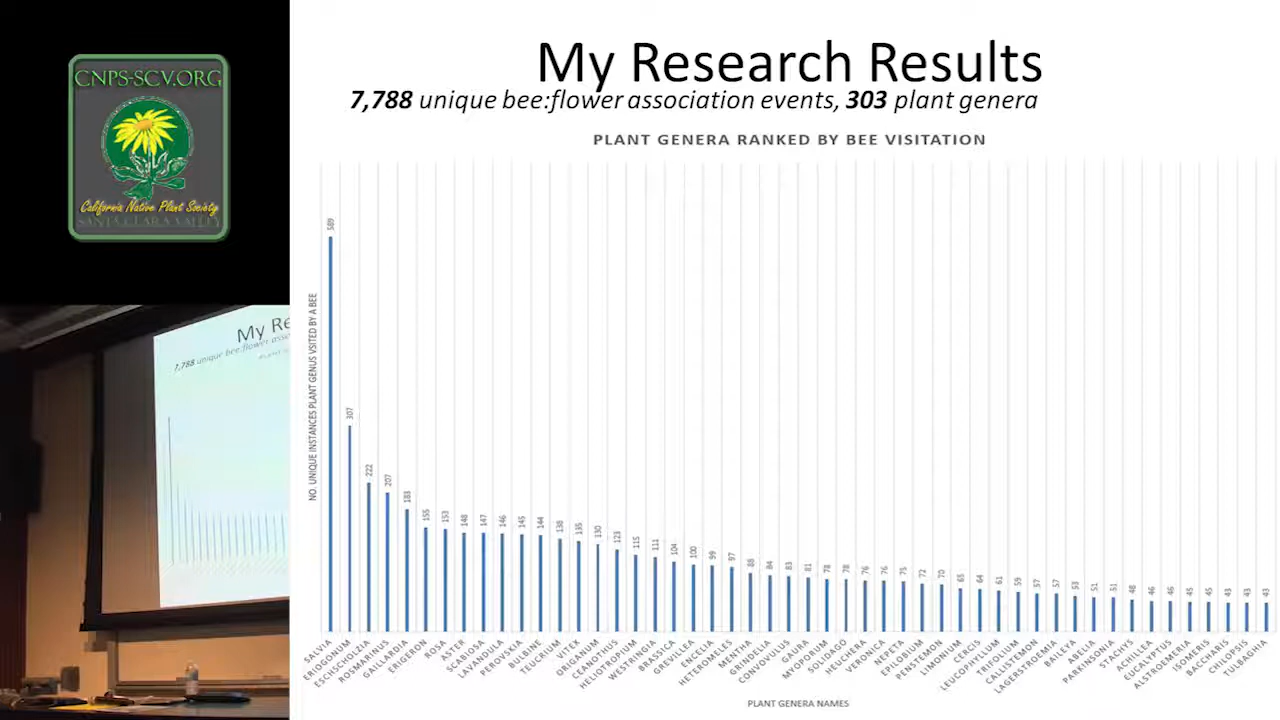 CNPS-SCV.ORG
California Native Plant Society
SANTA CLARA VALLEY
My Research Results
7,788 unique bee:flower association events, 303 plant genera
PLANT GENERA RANKED BY BEE VISITATION
NO. UNIQUE INSTANCES PLANT GENUS VSITED BY A BEE
589
307
222
207
183
155
153
148
147
146
145
144
138
135
130
123
115
111
104
100
99
97
88
84
83
81
78
78
76
76
75
72
70
65
64
61
59
57
57
53
51
51
48
46
46
45
45
43
43
43
SALVIA
ERIOGONUM
ESCHSCHOLZIA
ROSMARINUS
GAILLARDIA
ERIGERON
ROSA
ASTER
SCABIOSA
LAVANDULA
PEROVSKIA
BULBINE
TEUCRIUM
VITEX
ORIGANUM
CEANOTHUS
HELIOTROPIUM
WESTRINGIA
BRASSICA
GREVILLEA
ENCELIA
HETEROMELES
MENTHA
GRINDELIA
CONVOLVULUS
GAURA
MYOPORUM
SOLIDAGO
HEUCHERA
VERONICA
NEPETA
EPILOBIUM
PENSTEMON
LIMONIUM
CERCIS
LEUCOPHYLLUM
TRIFOLIUM
CALLISTEMON
LAGERSTROEMIA
BAILEYA
ABELIA
PARKINSONIA
STACHYS
ACHILLEA
EUCALYPTUS
ALSTROEMERIA
ISOMERIS
BACCHARIS
CHILOPSIS
TULBAGHIA
PLANT GENERA NAMES
My Re
7,788 unique bee:flower asso